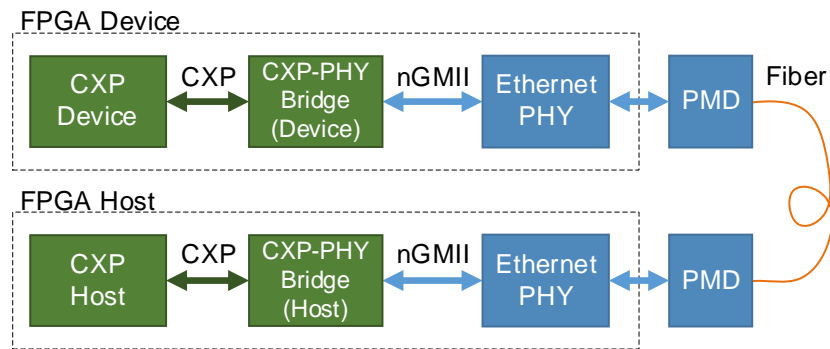 FPGA Device
CXP
Device
CXP
CXP-PHY
Bridge
(Device)
nGMII
Ethernet
PHY
PMD
Fiber
FPGA Host
CXP
Host
CXP
CXP-PHY
Bridge
(Host)
nGMII
Ethernet
PHY
PMD